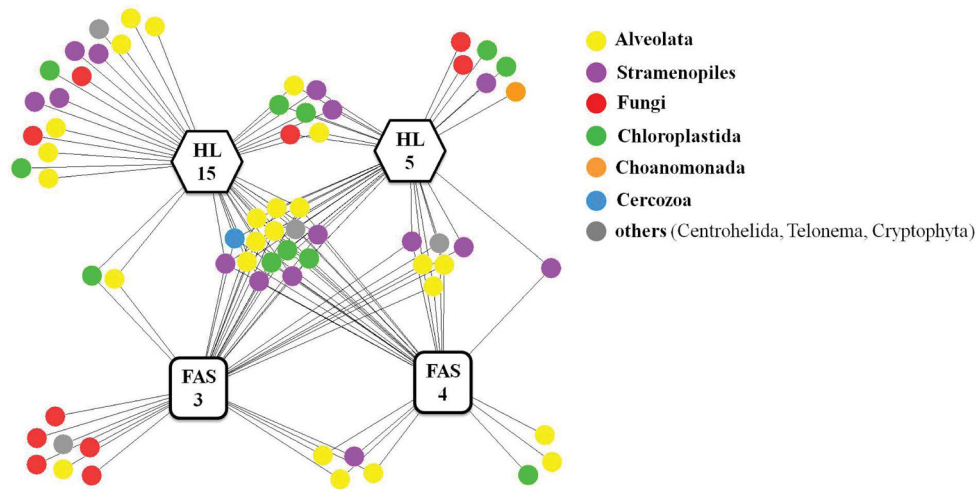 HL
15
HL
5
FAS
3
FAS
4
Alveolata
Stramenopiles
Fungi
Chloroplastida
Choanomonada
Cercozoa
others (Centrohelida, Telonema, Cryptophyta)